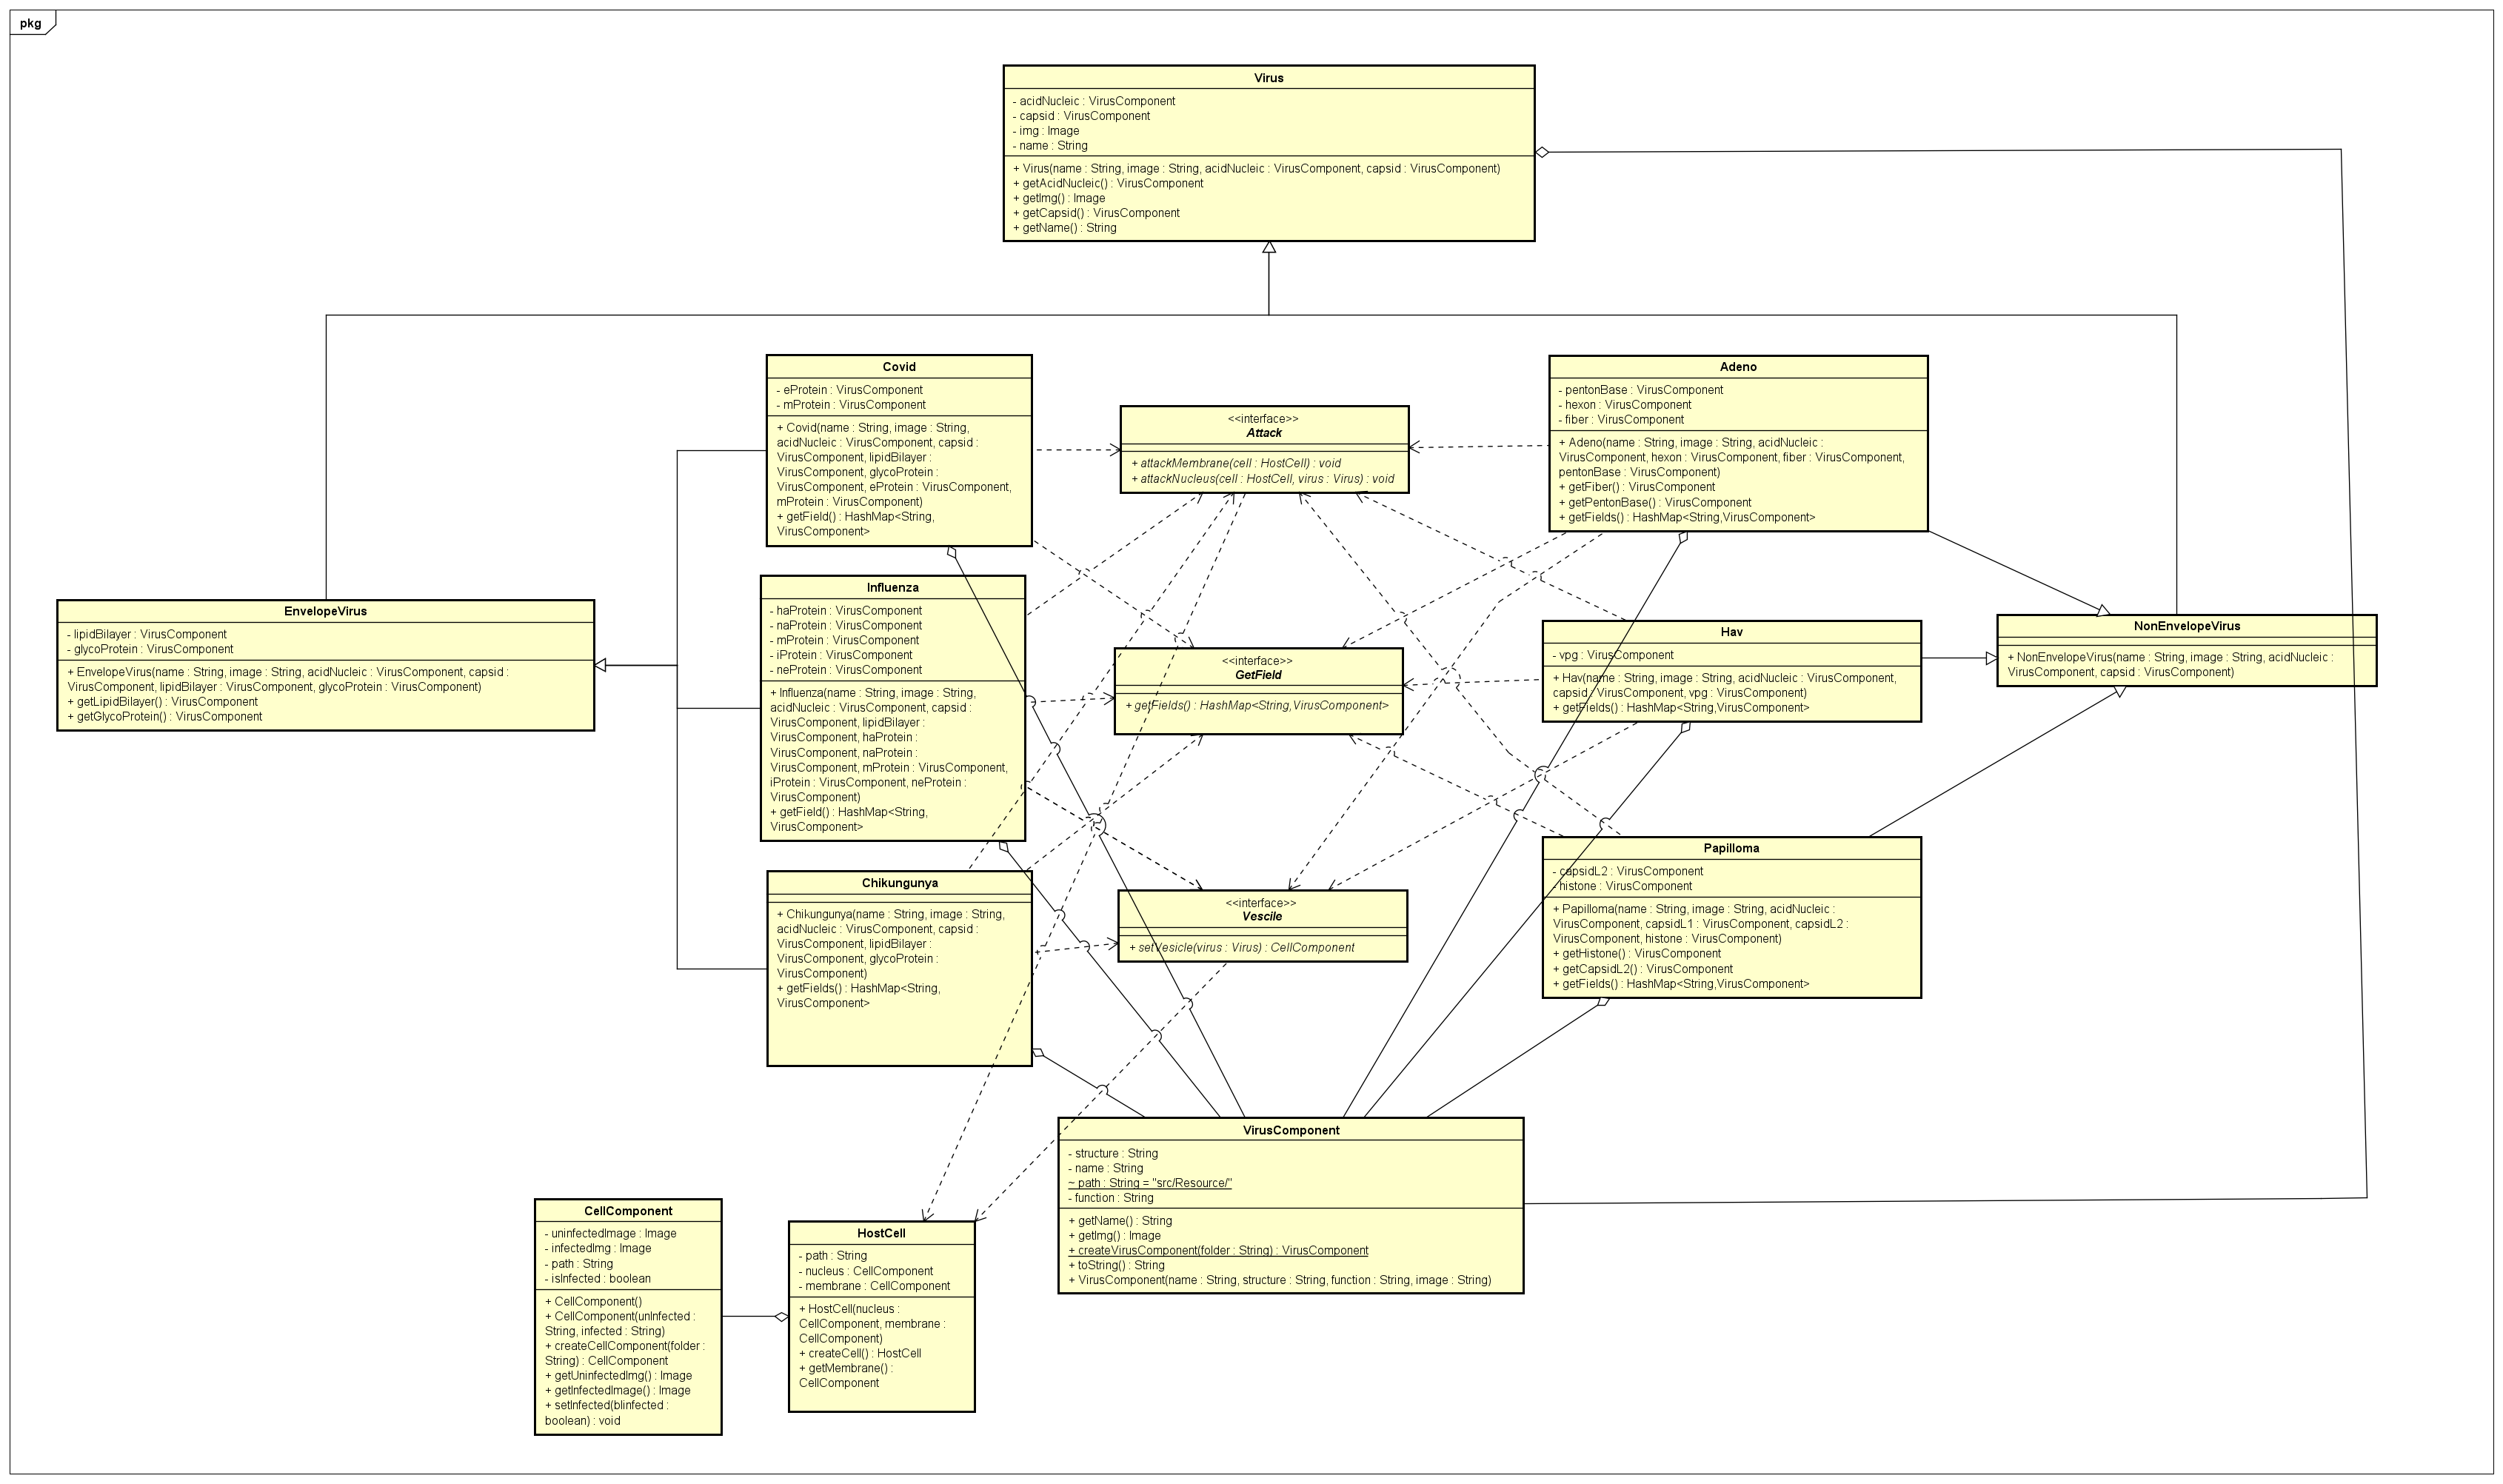 pkg
Virus
- acidNucleic : VirusComponent
- capsid : VirusComponent
- img : Image
- name : String
+ Virus(name : String, image : String, acidNucleic : VirusComponent, capsid : VirusComponent)
+ getAcidNucleic() : VirusComponent
+ getImg() : Image
+ getCapsid() : VirusComponent
+ getName() : String
Covid
- eProtein : VirusComponent
- mProtein : VirusComponent
+ Covid(name : String, image : String,
acidNucleic : VirusComponent, capsid :
VirusComponent, lipidBilayer :
VirusComponent, glycoProtein :
VirusComponent, eProtein : VirusComponent,
mProtein : VirusComponent)
+ getField() : HashMap<String,
VirusComponent>
<<interface>>
Attack
+ attackMembrane(cell : HostCell) : void
+ attackNucleus(cell : HostCell, virus : Virus) : void
Adeno
- pentonBase : VirusComponent
- hexon : VirusComponent
- fiber : VirusComponent
+ Adeno(name : String, image : String, acidNucleic :
VirusComponent, hexon : VirusComponent, fiber : VirusComponent,
pentonBase : VirusComponent)
+ getFiber() : VirusComponent
+ getPentonBase() : VirusComponent
+ getFields() : HashMap<String,VirusComponent>
EnvelopeVirus
- lipidBilayer : VirusComponent
- glycoProtein : VirusComponent
+ EnvelopeVirus(name : String, image : String, acidNucleic : VirusComponent, capsid :
VirusComponent, lipidBilayer : VirusComponent, glycoProtein : VirusComponent)
+ getLipidBilayer() : VirusComponent
+ getGlycoProtein() : VirusComponent
Influenza
- haProtein : VirusComponent
- naProtein : VirusComponent
- mProtein : VirusComponent
- iProtein : VirusComponent
- neProtein : VirusComponent
+ Influenza(name : String, image : String,
acidNucleic : VirusComponent, capsid :
VirusComponent, lipidBilayer :
VirusComponent, haProtein :
VirusComponent, naProtein :
VirusComponent, mProtein : VirusComponent,
iProtein : VirusComponent, neProtein :
VirusComponent)
+ getField() : HashMap<String,
VirusComponent>
<<interface>>
GetField
+ getFields() : HashMap<String,VirusComponent>
Hav
- vpg : VirusComponent
+ Hav(name : String, image : String, acidNucleic : VirusComponent,
capsid : VirusComponent, vpg : VirusComponent)
+ getFields() : HashMap<String,VirusComponent>
NonEnvelopeVirus
+ NonEnvelopeVirus(name : String, image : String, acidNucleic :
VirusComponent, capsid : VirusComponent)
Chikungunya
+ Chikungunya(name : String, image : String,
acidNucleic : VirusComponent, capsid :
VirusComponent, lipidBilayer :
VirusComponent, glycoProtein :
VirusComponent)
+ getFields() : HashMap<String,
VirusComponent>
<<interface>>
Vescile
+ setVesicle(virus : Virus) : CellComponent
Papilloma
- capsidL2 : VirusComponent
- histone : VirusComponent
+ Papilloma(name : String, image : String, acidNucleic :
VirusComponent, capsidL1 : VirusComponent, capsidL2 :
VirusComponent, histone : VirusComponent)
+ getHistone() : VirusComponent
+ getCapsidL2() : VirusComponent
+ getFields() : HashMap<String,VirusComponent>
VirusComponent
- structure : String
- name : String
~ path : String = "src/Resource/"
- function : String
+ getName() : String
+ getImg() : Image
+ createVirusComponent(folder : String) : VirusComponent
+ toString() : String
+ VirusComponent(name : String, structure : String, function : String, image : String)
CellComponent
- uninfectedImage : Image
- infectedImg : Image
- path : String
- isInfected : boolean
+ CellComponent()
+ CellComponent(unInfected :
String, infected : String)
+ createCellComponent(folder :
String) : CellComponent
+ getUninfectedImg() : Image
+ getInfectedImage() : Image
+ setInfected(bIinfected :
boolean) : void
HostCell
- path : String
- nucleus : CellComponent
- membrane : CellComponent
+ HostCell(nucleus :
CellComponent, membrane :
CellComponent)
+ createCell() : HostCell
+ getMembrane() :
CellComponent